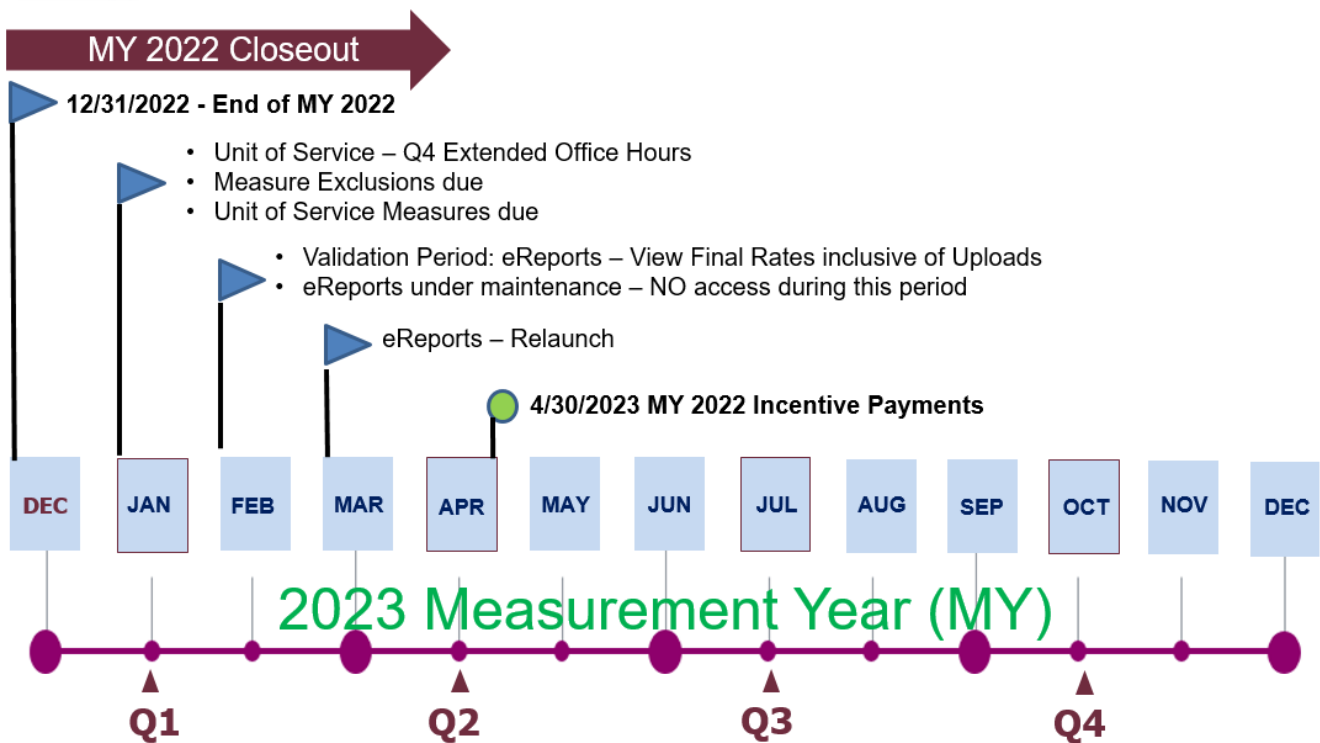 MY 2022 Closeout
12/31/2022 - End of MY 2022
• Unit of Service – Q4 Extended Office Hours
• Measure Exclusions due
• Unit of Service Measures due
• Validation Period: eReports – View Final Rates inclusive of Uploads
• eReports under maintenance – NO access during this period
eReports – Relaunch
4/30/2023 MY 2022 Incentive Payments
DEC JAN FEB MAR APR MAY JUN JUL AUG SEP OCT NOV DEC
2023 Measurement Year (MY)
Q1 Q2 Q3 Q4